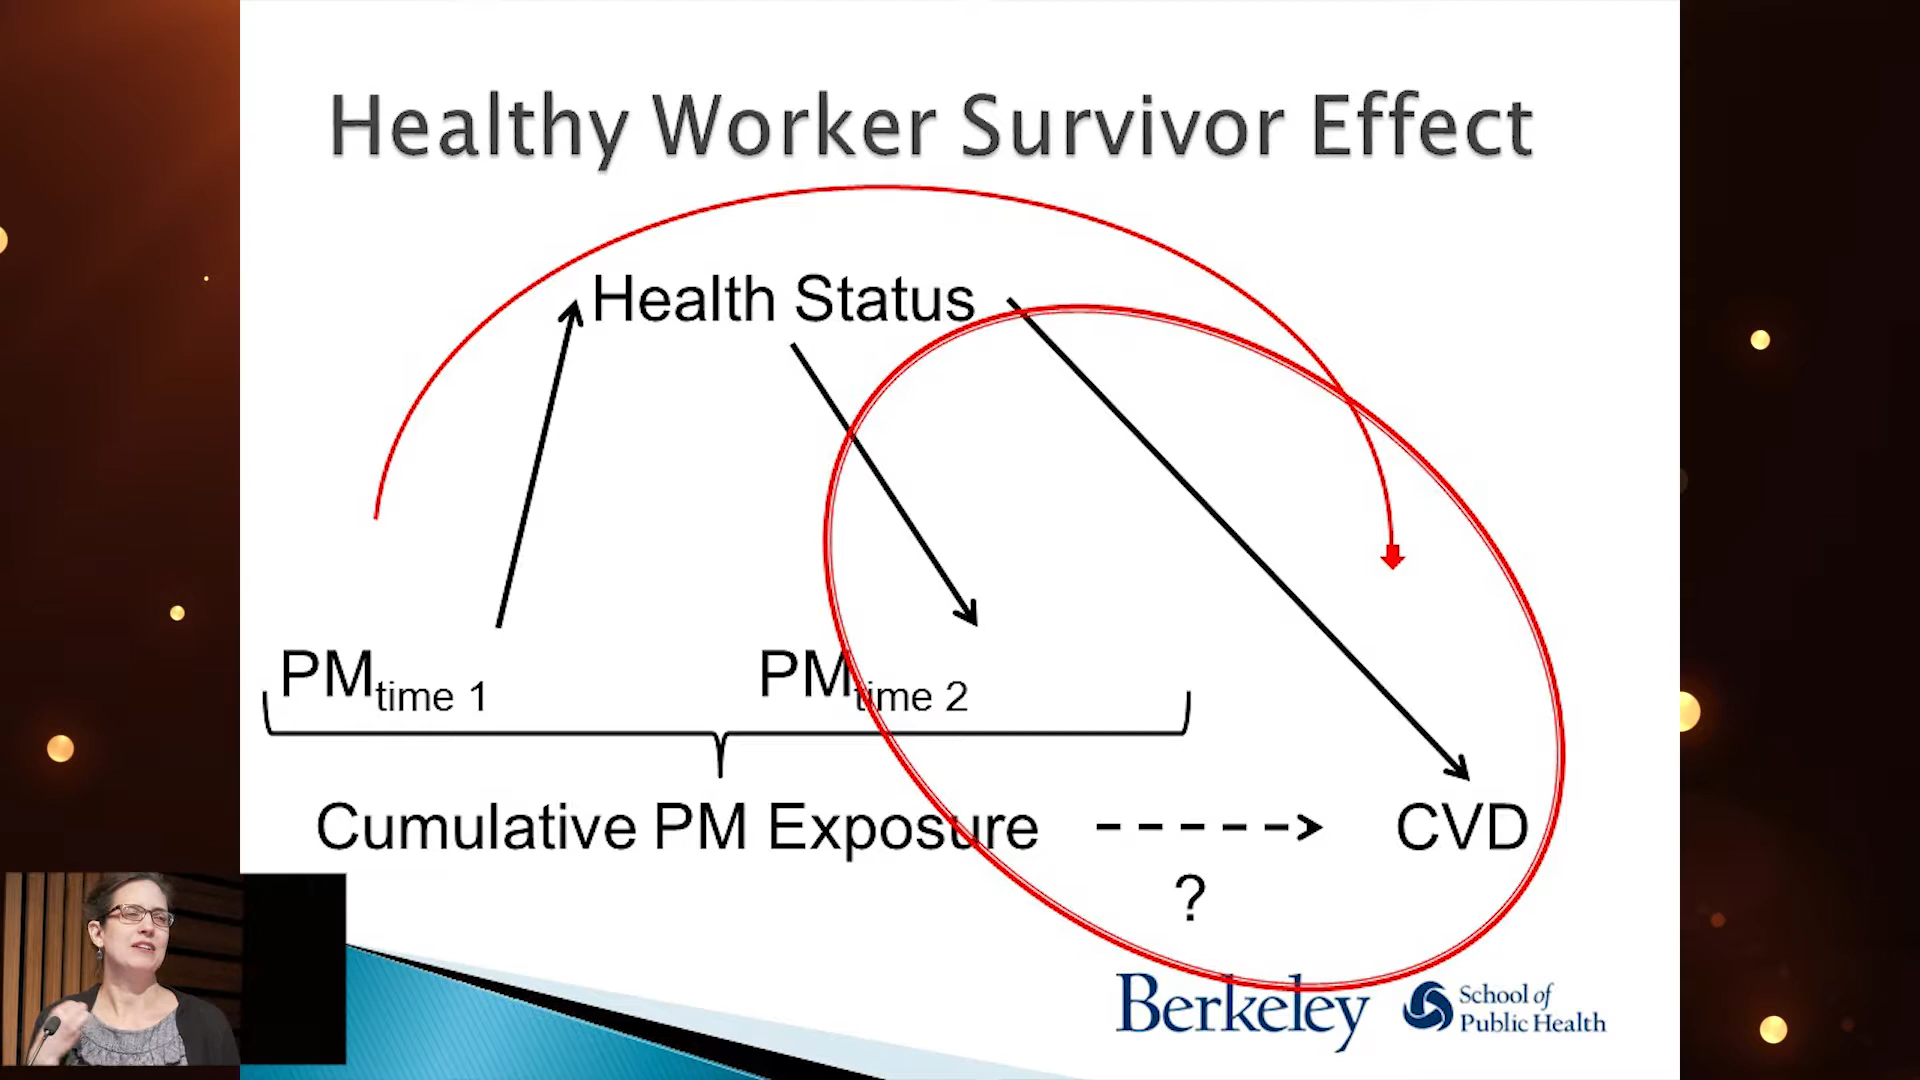 Healthy Worker Survivor Effect
Health Status
PMtime 1
PMtime 2
Cumulative PM Exposure
CVD
?
Berkeley
School of
Public Health